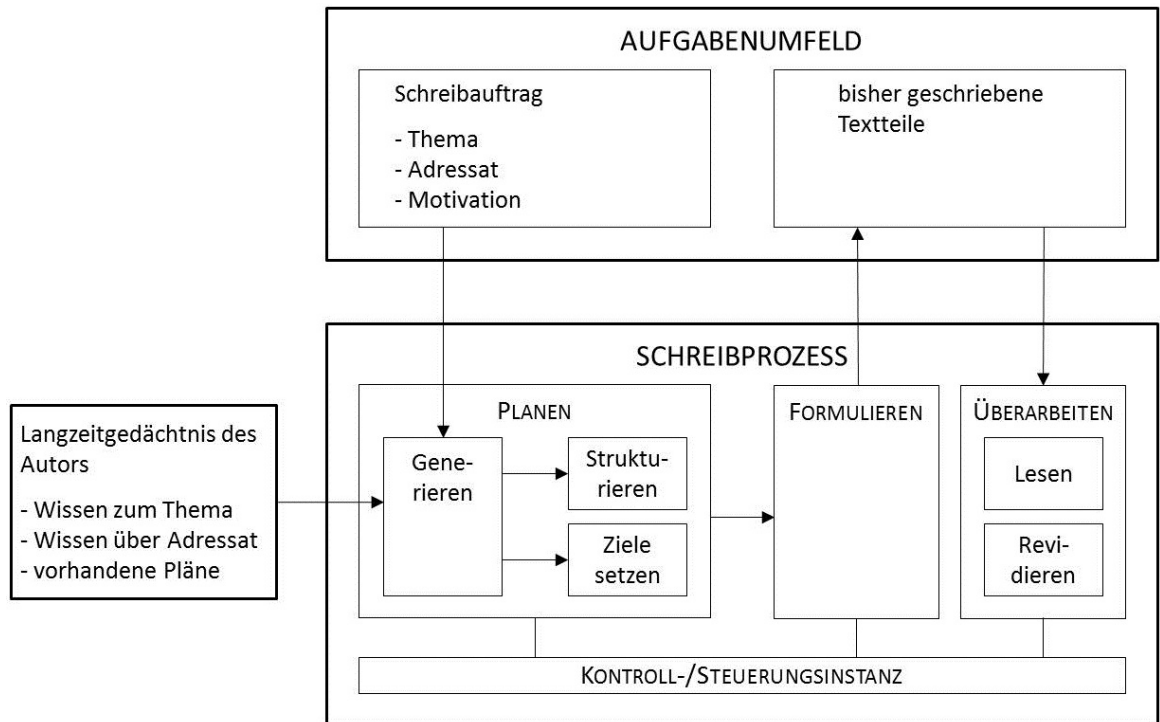 AUFGABENUMFELD
Schreibauftrag
- Thema
- Adressat
- Motivation
bisher geschriebene
Textteile
SCHREIBPROZESS
Langzeitgedächtnis des
Autors
- Wissen zum Thema
- Wissen über Adressat
- vorhandene Pläne
PLANEN
Gene-
rieren
Struktu-
rieren
Ziele
setzen
FORMULIEREN
ÜBERARBEITEN
Lesen
Revi-
dieren
KONTROLL-/STEUERUNGSINSTANZ